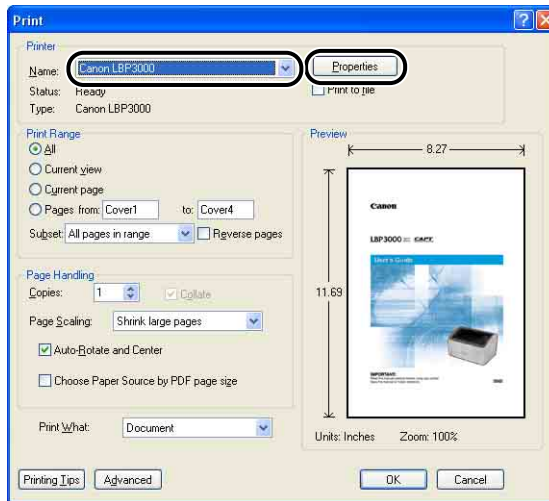 Print
Printer
Name: Canon LBP3000
Properties
Status: Ready
Print to file
Type: Canon LBP3000
Print Range
All
Current view
Current page
Pages from: Cover1 to: Cover4
Subset: All pages in range
Reverse pages
Page Handling
Copies: 1
Collate
Page Scaling: Shrink large pages
Auto-Rotate and Center
Choose Paper Source by PDF page size
Print What: Document
Preview
8.27
11.69
Canon
LBP3000
User's Guide
IMPORTANT:
Units: Inches Zoom: 100%
Printing Tips
Advanced
OK
Cancel